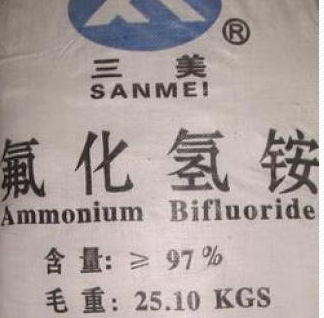 ®
三美
SANMEI
氟化氢铵
Ammonium Bifluoride
含量: ≥ 97%
毛重: 25.10 KGS